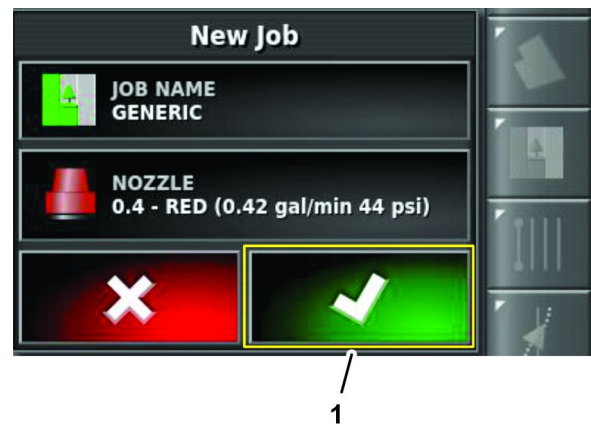 New Job
JOB NAME
GENERIC
NOZZLE
0.4 - RED (0.42 gal/min 44 psi)
1